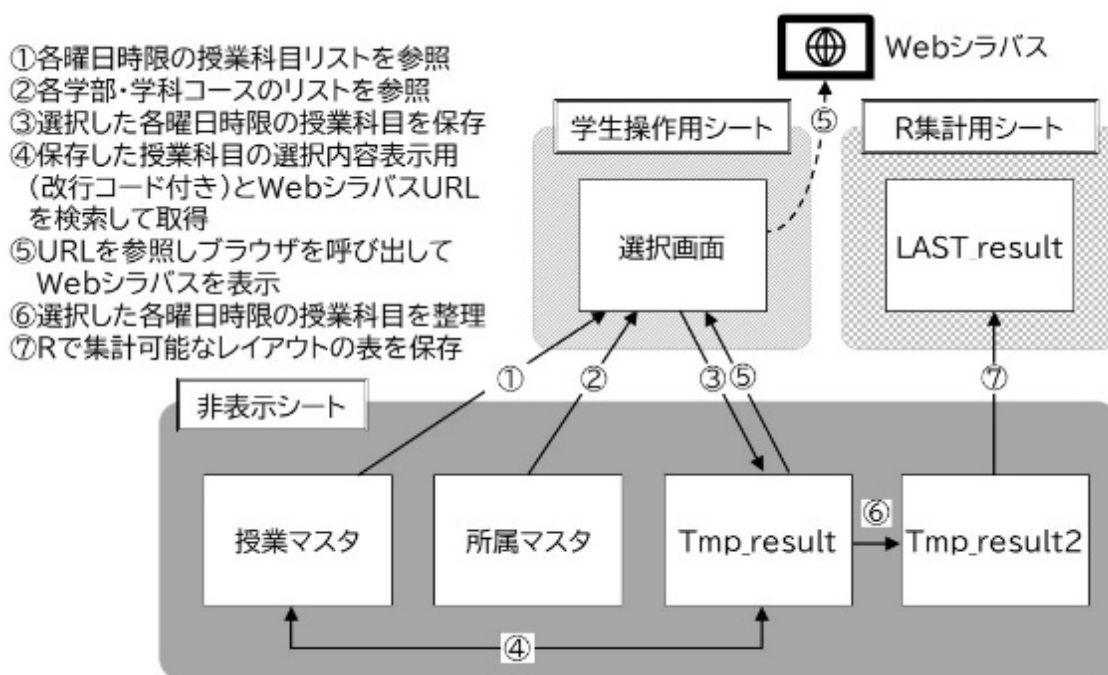 ①各曜日時限の授業科目リストを参照
②各学部・学科コースのリストを参照
③選択した各曜日時限の授業科目を保存
④保存した授業科目の選択内容表示用
(改行コード付き)とWebシラバスURL
を検索して取得
⑤URLを参照しブラウザを呼び出して
Webシラバスを表示
⑥選択した各曜日時限の授業科目を整理
⑦Rで集計可能なレイアウトの表を保存
Webシラバス
⑤
学生操作用シート
R集計用シート
選択画面
LAST_result
①
②
③
⑤
⑦
非表示シート
授業マスタ
所属マスタ
Tmp_result
⑥
Tmp_result2
④